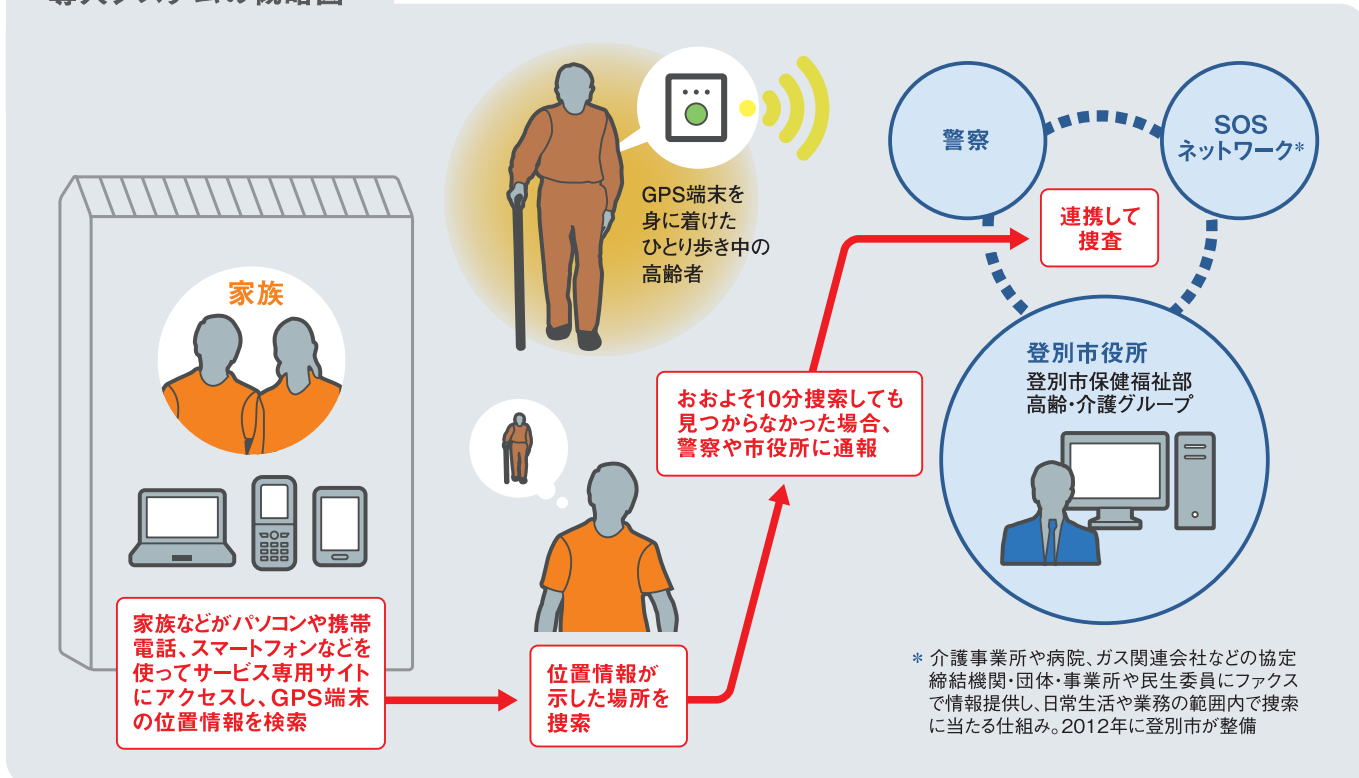 GPS端末を
身に着けた
ひとり歩き中の
高齢者
家族
家族などがパソコンや携帯
電話、スマートフォンなどを
使ってサービス専用サイト
にアクセスし、GPS端末
の位置情報を検索
位置情報が
示した場所を
捜索
おおよそ10分捜索しても
見つからなかった場合、
警察や市役所に通報
警察
SOS
ネットワーク*
連携して
捜査
登別市役所
登別市保健福祉部
高齢・介護グループ
* 介護事業所や病院、ガス関連会社などの協定
締結機関・団体・事業所や民生委員にファクス
で情報提供し、日常生活や業務の範囲内で捜索
に当たる仕組み。2012年に登別市が整備